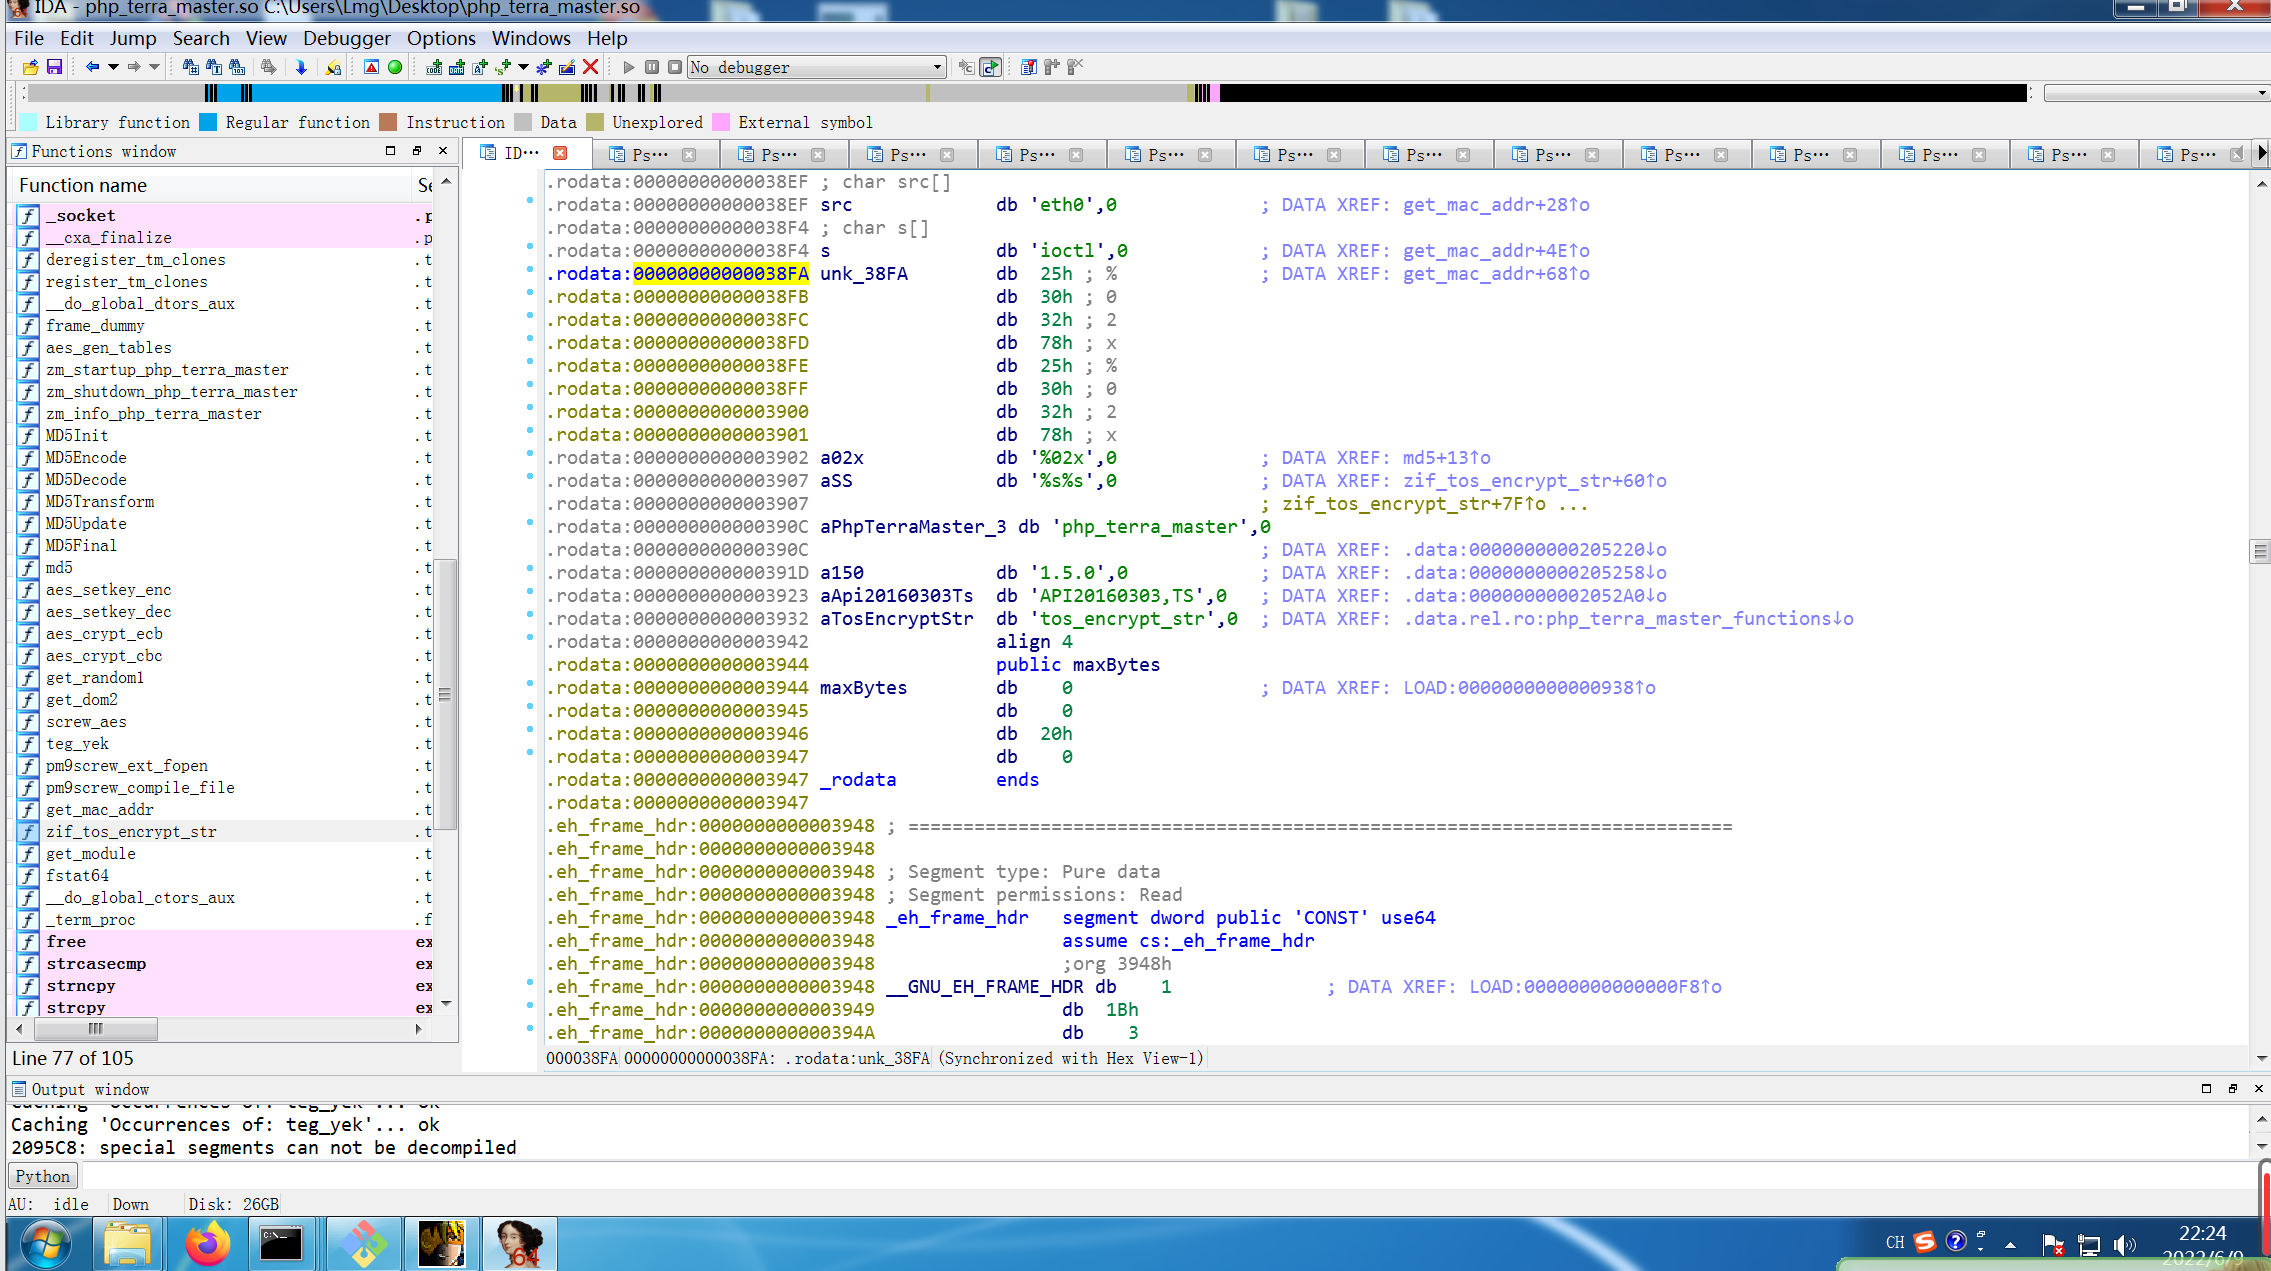 IDA - php_terra_master.so C:\Users\Lmg\Desktop\php_terra_master.so
File Edit Jump Search View Debugger Options Windows Help
No debugger
Library function Regular function Instruction Data Unexplored External symbol
Functions window
ID··· Ps··· Ps··· Ps··· Ps··· Ps··· Ps··· Ps··· Ps··· Ps··· Ps··· Ps··· Ps··· Ps···
Function name Se
_socket .p
__cxa_finalize .p
deregister_tm_clones .t
register_tm_clones .t
__do_global_dtors_aux .t
frame_dummy .t
aes_gen_tables .t
zm_startup_php_terra_master .t
zm_shutdown_php_terra_master .t
zm_info_php_terra_master .t
MD5Init .t
MD5Encode .t
MD5Decode .t
MD5Transform .t
MD5Update .t
MD5Final .t
md5 .t
aes_setkey_enc .t
aes_setkey_dec .t
aes_crypt_ecb .t
aes_crypt_cbc .t
get_random1 .t
get_dom2 .t
screw_aes .t
teg_yek .t
pm9screw_ext_fopen .t
pm9screw_compile_file .t
get_mac_addr .t
zif_tos_encrypt_str .t
get_module .t
fstat64 .t
__do_global_ctors_aux .t
_term_proc .f
free ex
strcasecmp ex
strncpy ex
strcpy ex
Line 77 of 105
.rodata:00000000000038EF ; char src[]
.rodata:00000000000038EF src db 'eth0',0 ; DATA XREF: get_mac_addr+28↑o
.rodata:00000000000038F4 ; char s[]
.rodata:00000000000038F4 s db 'ioctl',0 ; DATA XREF: get_mac_addr+4E↑o
.rodata:00000000000038FA unk_38FA db 25h ; % ; DATA XREF: get_mac_addr+68↑o
.rodata:00000000000038FB db 30h ; 0
.rodata:00000000000038FC db 32h ; 2
.rodata:00000000000038FD db 78h ; x
.rodata:00000000000038FE db 25h ; %
.rodata:00000000000038FF db 30h ; 0
.rodata:0000000000003900 db 32h ; 2
.rodata:0000000000003901 db 78h ; x
.rodata:0000000000003902 a02x db '%02x',0 ; DATA XREF: md5+13↑o
.rodata:0000000000003907 aSS db '%s%s',0 ; DATA XREF: zif_tos_encrypt_str+60↑o
.rodata:0000000000003907 ; zif_tos_encrypt_str+7F↑o ...
.rodata:000000000000390C aPhpTerraMaster_3 db 'php_terra_master',0
.rodata:000000000000390C ; DATA XREF: .data:0000000000205220↓o
.rodata:000000000000391D a150 db '1.5.0',0 ; DATA XREF: .data:0000000000205258↓o
.rodata:0000000000003923 aApi20160303Ts db 'API20160303,TS',0 ; DATA XREF: .data:00000000002052A0↓o
.rodata:0000000000003932 aTosEncryptStr db 'tos_encrypt_str',0 ; DATA XREF: .data.rel.ro:php_terra_master_functions↓o
.rodata:0000000000003942 align 4
.rodata:0000000000003944 public maxBytes
.rodata:0000000000003944 maxBytes db 0 ; DATA XREF: LOAD:0000000000000938↑o
.rodata:0000000000003945 db 0
.rodata:0000000000003946 db 20h
.rodata:0000000000003947 db 0
.rodata:0000000000003947 _rodata ends
.rodata:0000000000003947
.eh_frame_hdr:0000000000003948 ; ===========================================================================
.eh_frame_hdr:0000000000003948
.eh_frame_hdr:0000000000003948 ; Segment type: Pure data
.eh_frame_hdr:0000000000003948 ; Segment permissions: Read
.eh_frame_hdr:0000000000003948 _eh_frame_hdr segment dword public 'CONST' use64
.eh_frame_hdr:0000000000003948 assume cs:_eh_frame_hdr
.eh_frame_hdr:0000000000003948 ;org 3948h
.eh_frame_hdr:0000000000003948 __GNU_EH_FRAME_HDR db 1 ; DATA XREF: LOAD:00000000000000F8↑o
.eh_frame_hdr:0000000000003949 db 1Bh
.eh_frame_hdr:000000000000394A db 3
000038FA 00000000000038FA: .rodata:unk_38FA (Synchronized with Hex View-1)
Output window
Caching 'Occurrences of: teg_yek'... ok
Caching 'Occurrences of: teg_yek'... ok
2095C8: special segments can not be decompiled
Python
AU: idle Down Disk: 26GB
64
CH
22:24
2022/6/9